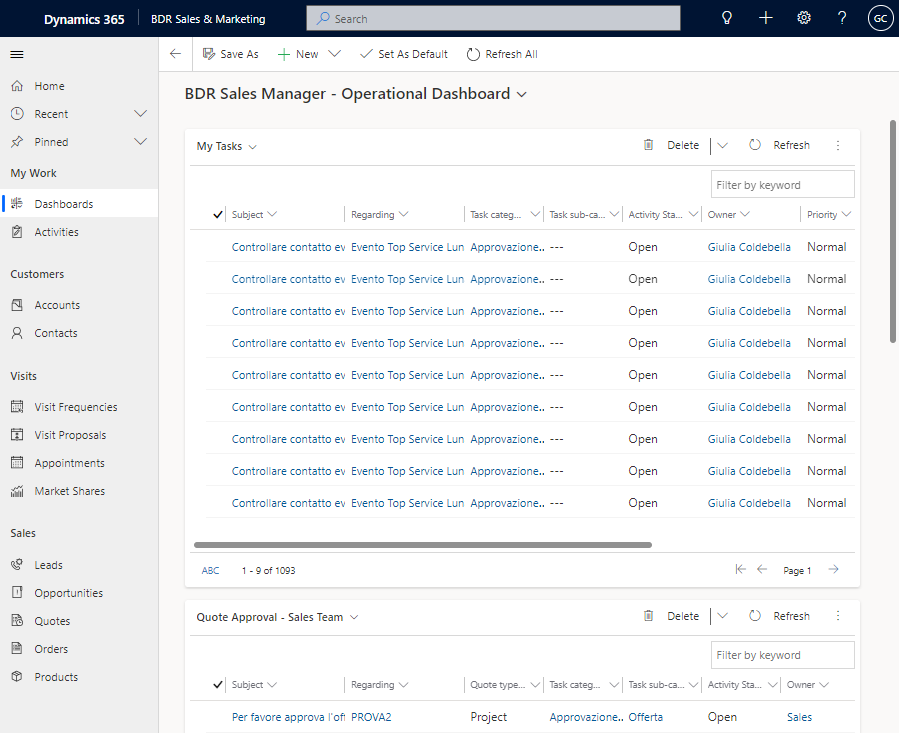 Dynamics 365 BDR Sales & Marketing Search GC
Save As New Set As Default Refresh All
Home
Recent
Pinned
My Work
Dashboards
Activities
Customers
Accounts
Contacts
Visits
Visit Frequencies
Visit Proposals
Appointments
Market Shares
Sales
Leads
Opportunities
Quotes
Orders
Products
BDR Sales Manager - Operational Dashboard
My Tasks Delete Refresh
Filter by keyword
Subject Regarding Task categ... Task sub-ca... Activity Sta... Owner Priority
Controllare contatto ev Evento Top Service Lun Approvazione.. --- Open Giulia Coldebella Normal
Controllare contatto ev Evento Top Service Lun Approvazione.. --- Open Giulia Coldebella Normal
Controllare contatto ev Evento Top Service Lun Approvazione.. --- Open Giulia Coldebella Normal
Controllare contatto ev Evento Top Service Lun Approvazione.. --- Open Giulia Coldebella Normal
Controllare contatto ev Evento Top Service Lun Approvazione.. --- Open Giulia Coldebella Normal
Controllare contatto ev Evento Top Service Lun Approvazione.. --- Open Giulia Coldebella Normal
Controllare contatto ev Evento Top Service Lun Approvazione.. --- Open Giulia Coldebella Normal
Controllare contatto ev Evento Top Service Lun Approvazione.. --- Open Giulia Coldebella Normal
Controllare contatto ev Evento Top Service Lun Approvazione.. --- Open Giulia Coldebella Normal
ABC 1 - 9 of 1093 Page 1
Quote Approval - Sales Team Delete Refresh
Filter by keyword
Subject Regarding Quote type... Task categ... Task sub-ca... Activity Sta... Owner
Per favore approva l'off PROVA2 Project Approvazione.. Offerta Open Sales